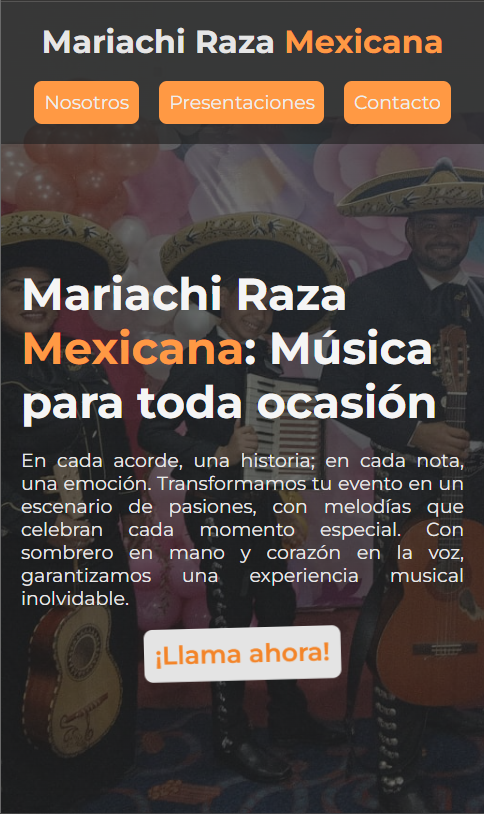 Mariachi Raza Mexicana
Nosotros Presentaciones Contacto
Mariachi Raza
Mexicana: Música
para toda ocasión
En cada acorde, una historia; en cada nota,
una emoción. Transformamos tu evento en un
escenario de pasiones, con melodías que
celebran cada momento especial. Con
sombrero en mano y corazón en la voz,
garantizamos una experiencia musical
inolvidable.
¡Llama ahora!